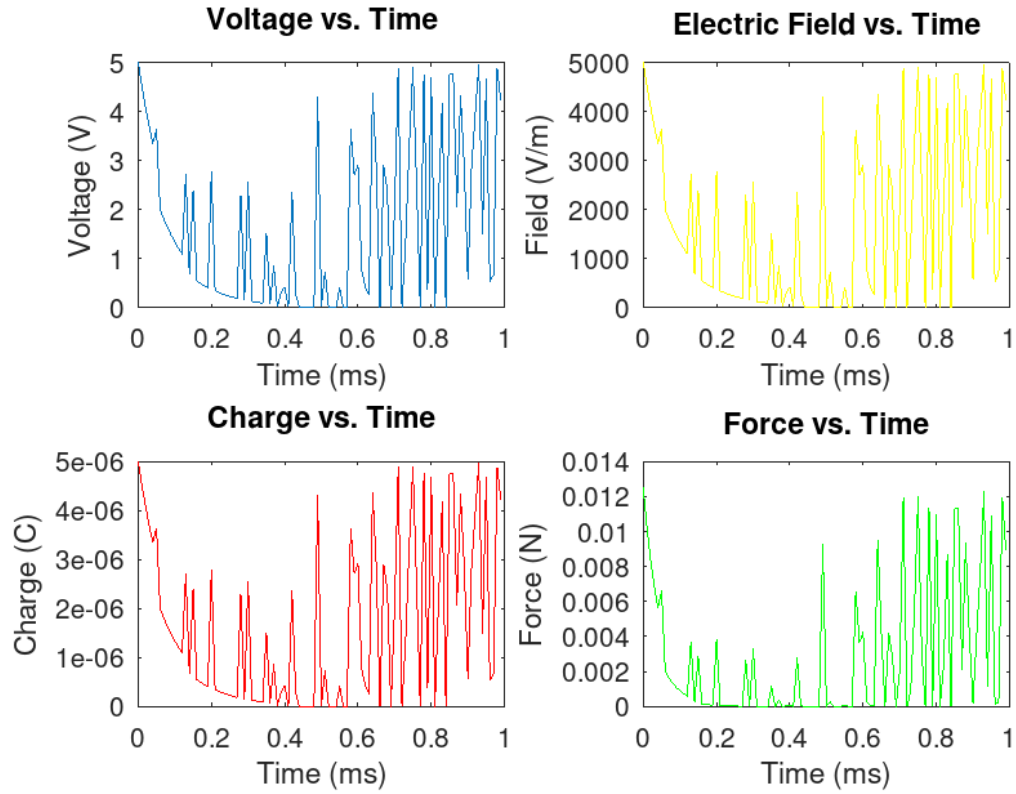 Voltage vs. Time
5
4
3
2
1
0
Voltage (V)
0 0.2 0.4 0.6 0.8 1
Time (ms)
Electric Field vs. Time
5000
4000
3000
2000
1000
0
Field (V/m)
0 0.2 0.4 0.6 0.8 1
Time (ms)
Charge vs. Time
5e-06
4e-06
3e-06
2e-06
1e-06
0
Charge (C)
0 0.2 0.4 0.6 0.8 1
Time (ms)
Force vs. Time
0.014
0.012
0.01
0.008
0.006
0.004
0.002
0
Force (N)
0 0.2 0.4 0.6 0.8 1
Time (ms)